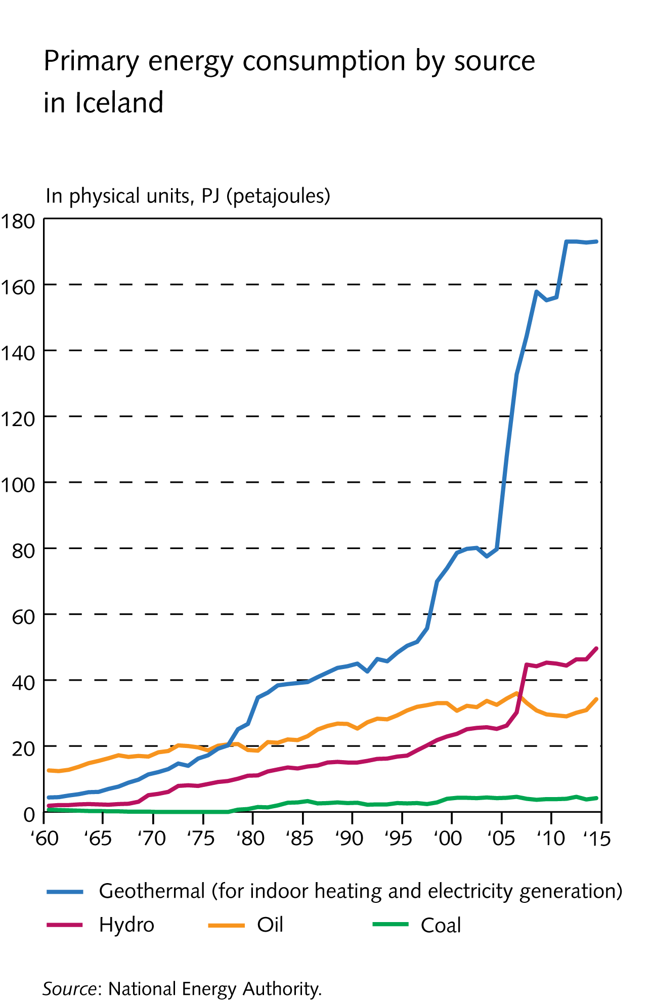 Primary energy consumption by source
in Iceland
In physical units, PJ (petajoules)
180
160
140
120
100
80
60
40
20
0
‘60 ‘65 ‘70 ‘75 ‘80 ‘85 ‘90 ‘95 ‘00 ‘05 ‘10 ‘15
Geothermal (for indoor heating and electricity generation)
Hydro Oil Coal
Source: National Energy Authority.